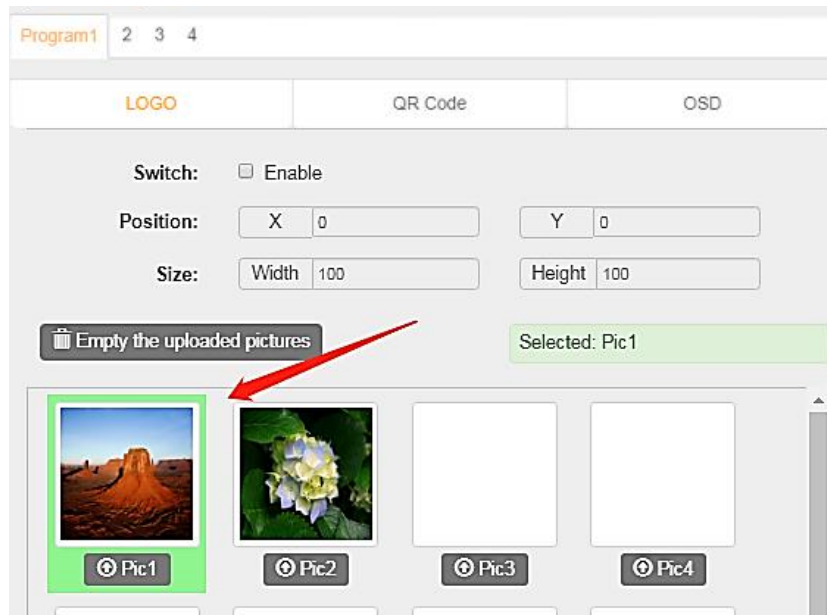 Program1 2 3 4
LOGO QR Code OSD
Switch: Enable
Position: X 0 Y 0
Size: Width 100 Height 100
Empty the uploaded pictures Selected: Pic1
Pic1 Pic2 Pic3 Pic4